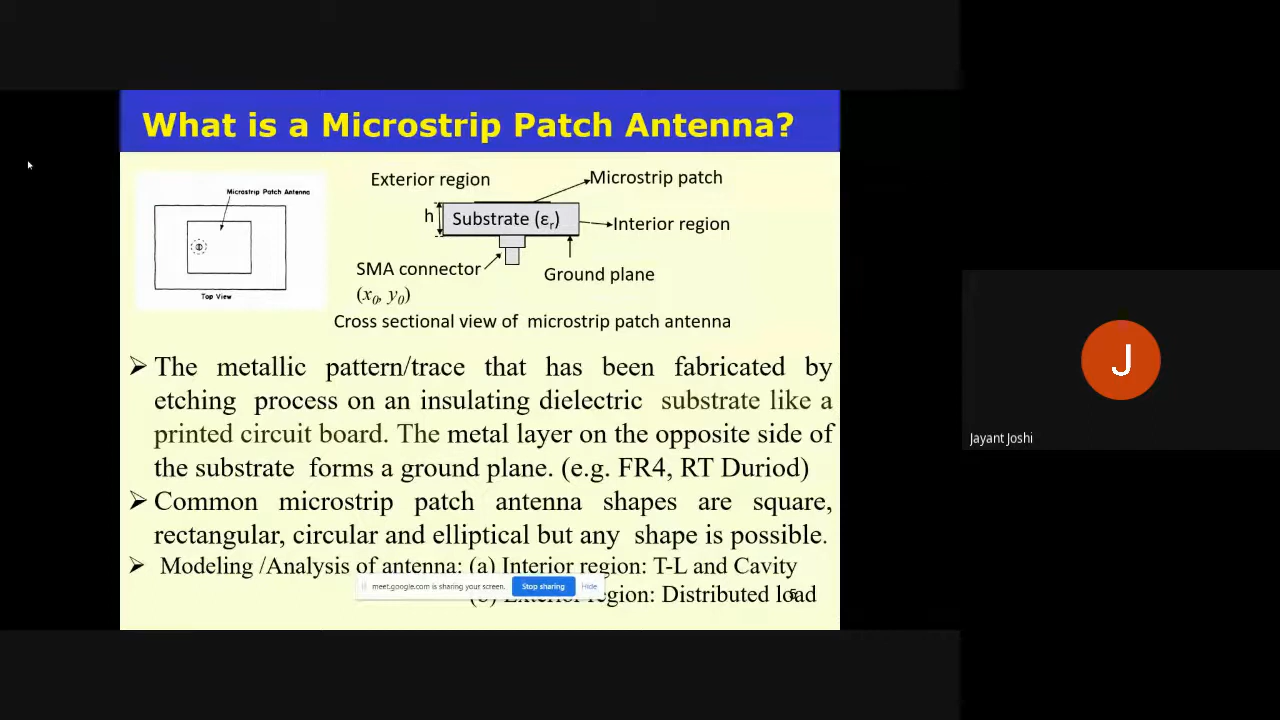 What is a Microstrip Patch Antenna?
Microstrip Patch Antenna
Top View
Exterior region
Microstrip patch
h
Substrate (εr)
Interior region
SMA connector
(x0, y0)
Ground plane
Cross sectional view of microstrip patch antenna
➢ The metallic pattern/trace that has been fabricated by
etching process on an insulating dielectric substrate like a
printed circuit board. The metal layer on the opposite side of
the substrate forms a ground plane. (e.g. FR4, RT Duriod)
➢ Common microstrip patch antenna shapes are square,
rectangular, circular and elliptical but any shape is possible.
➢ Modeling /Analysis of antenna: (a) Interior region: T-L and Cavity
(b) Exterior region: Distributed load
meet.google.com is sharing your screen. Stop sharing Hide
J
Jayant Joshi